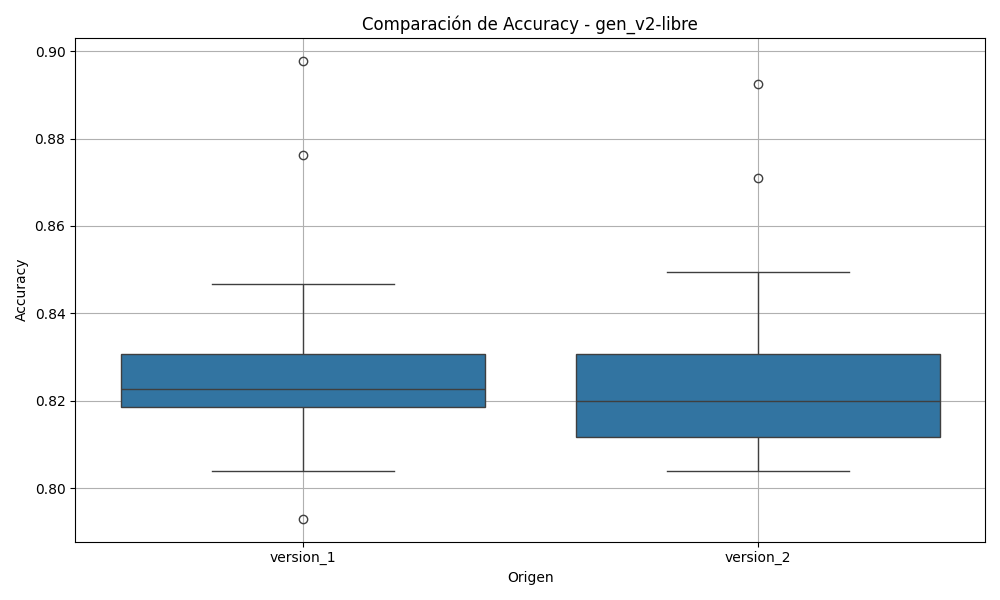 Comparación de Accuracy - gen_v2-libre
Accuracy
0.90
0.88
0.86
0.84
0.82
0.80
version_1
version_2
Origen